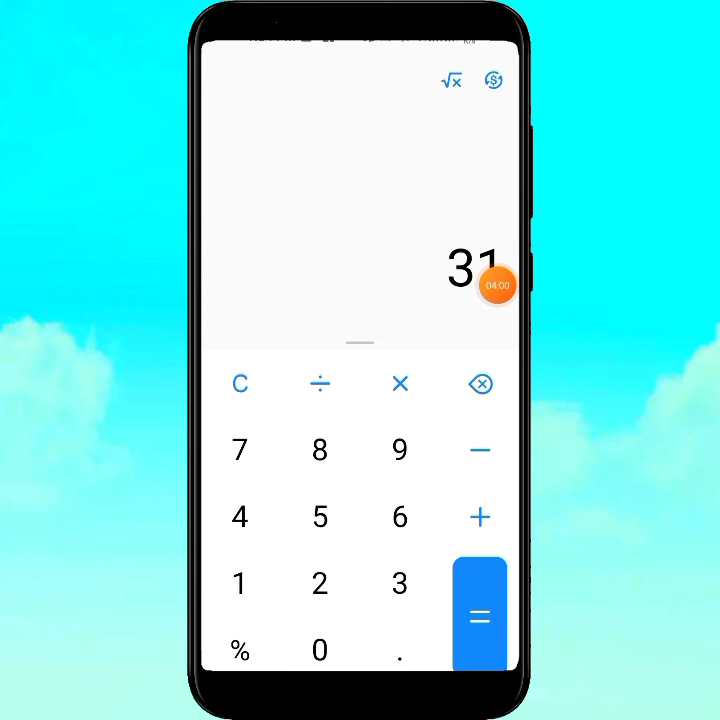 √x $
31
04:00
C ÷ ×
7 8 9 −
4 5 6 +
1 2 3
% 0 . =